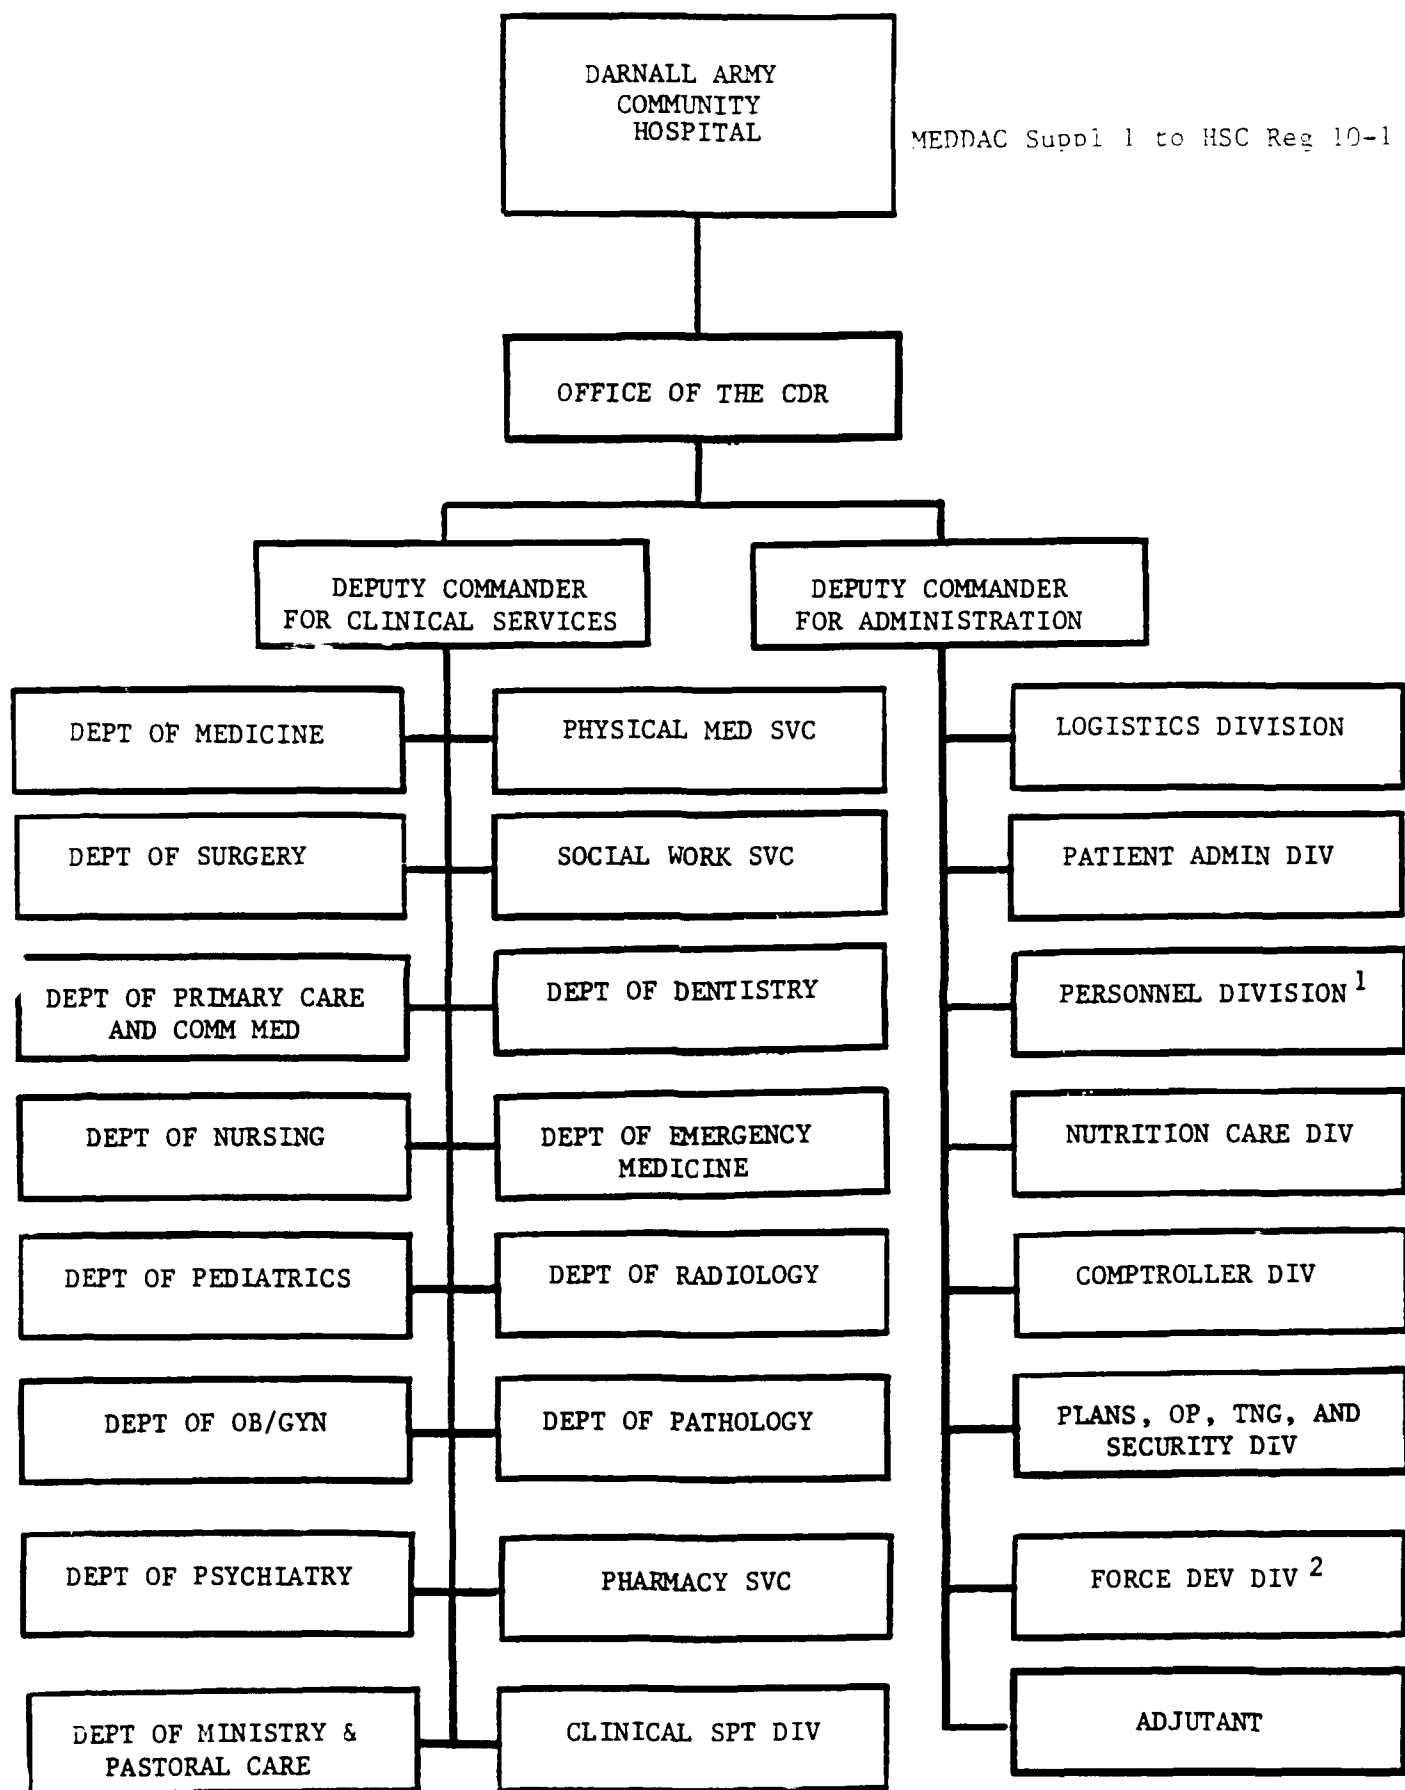 DARNALL ARMY
COMMUNITY
HOSPITAL
MEDDAC Suppl 1 to HSC Reg 10-1
OFFICE OF THE CDR
DEPUTY COMMANDER
FOR CLINICAL SERVICES
DEPUTY COMMANDER
FOR ADMINISTRATION
DEPT OF MEDICINE
PHYSICAL MED SVC
LOGISTICS DIVISION
DEPT OF SURGERY
SOCIAL WORK SVC
PATIENT ADMIN DIV
DEPT OF PRIMARY CARE
AND COMM MED
DEPT OF DENTISTRY
PERSONNEL DIVISION 1
DEPT OF NURSING
DEPT OF EMERGENCY
MEDICINE
NUTRITION CARE DIV
DEPT OF PEDIATRICS
DEPT OF RADIOLOGY
COMPTROLLER DIV
DEPT OF OB/GYN
DEPT OF PATHOLOGY
PLANS, OP, TNG, AND
SECURITY DIV
DEPT OF PSYCHIATRY
PHARMACY SVC
FORCE DEV DIV 2
DEPT OF MINISTRY &
PASTORAL CARE
CLINICAL SPT DIV
ADJUTANT